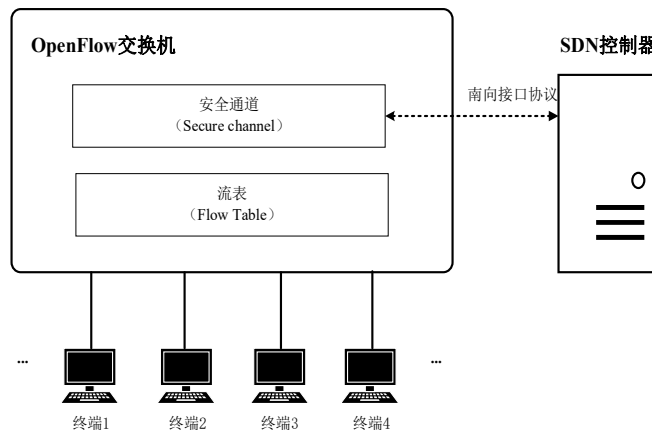 OpenFlow交换机
SDN控制器
南向接口协议
安全通道
（Secure channel）
流表
（Flow Table）
...
...
终端1
终端2
终端3
终端4